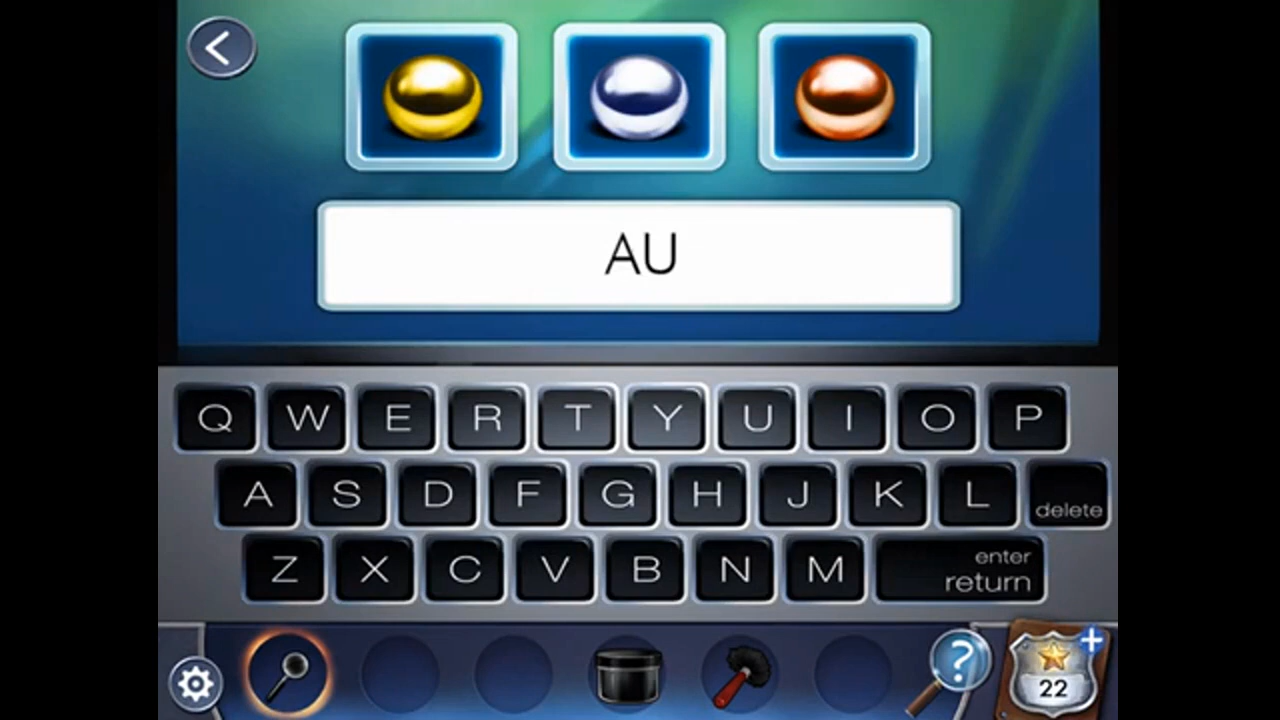 AU
Q W E R T Y U I O P
A S D F G H J K L delete
Z X C V B N M enter return
? 22 +